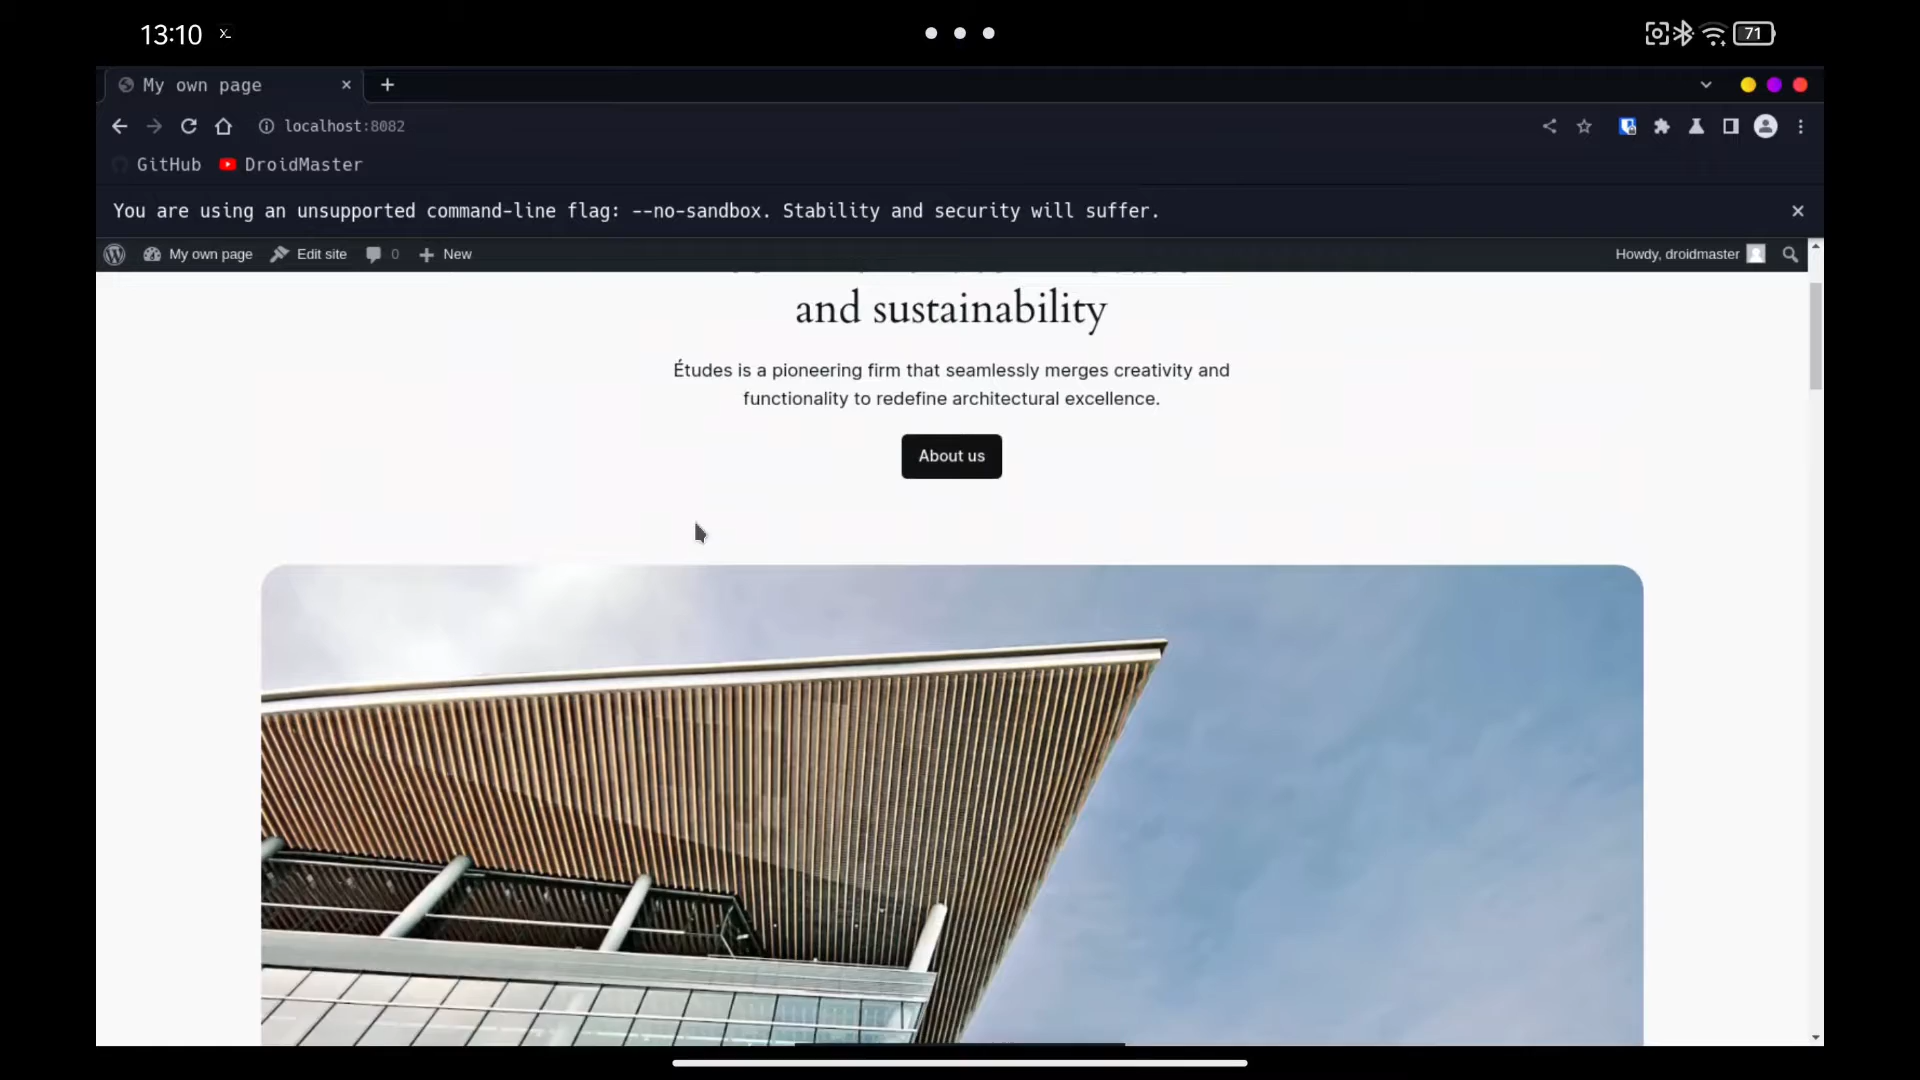 13:10
71
My own page
localhost:8082
GitHub DroidMaster
You are using an unsupported command-line flag: --no-sandbox. Stability and security will suffer.
My own page Edit site 0 New Howdy, droidmaster
and sustainability
Études is a pioneering firm that seamlessly merges creativity and
functionality to redefine architectural excellence.
About us